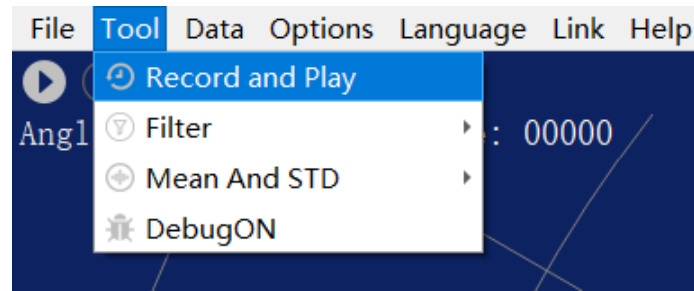 File Tool Data Options Language Link Help
Record and Play
Angl
Filter
: 00000
Mean And STD
DebugON